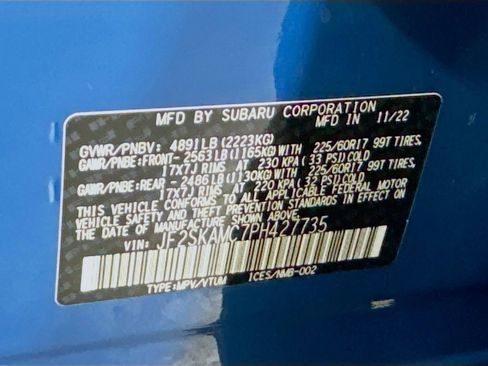 MFD BY SUBARU CORPORATION
MFD IN 11/22
GVWR/PNBV: 4891LB (2223KG)
GAWR/PNBE:FRONT- 2563LB(1165KG) WITH 225/60R17 99T TIRES,
17X7J RIMS AT 230 KPA (33 PSI)COLD
GAWR/PNBE:REAR -2486LB(1130KG) WITH 225/60R17 99T TIRES,
17X7J RIMS AT 220 KPA (32 PSI)COLD
THIS VEHICLE CONFORMS TO ALL APPLICABLE FEDERAL MOTOR
VEHICLE SAFETY STANDARDS IN EFFECT ON
THE DATE OF MANUFACTURE SHOWN ABOVE.
THIS VEHICLE
VIN: JF2SKAMC7PH427735
TYPE:MPV/VTUM ICES/NMB-002